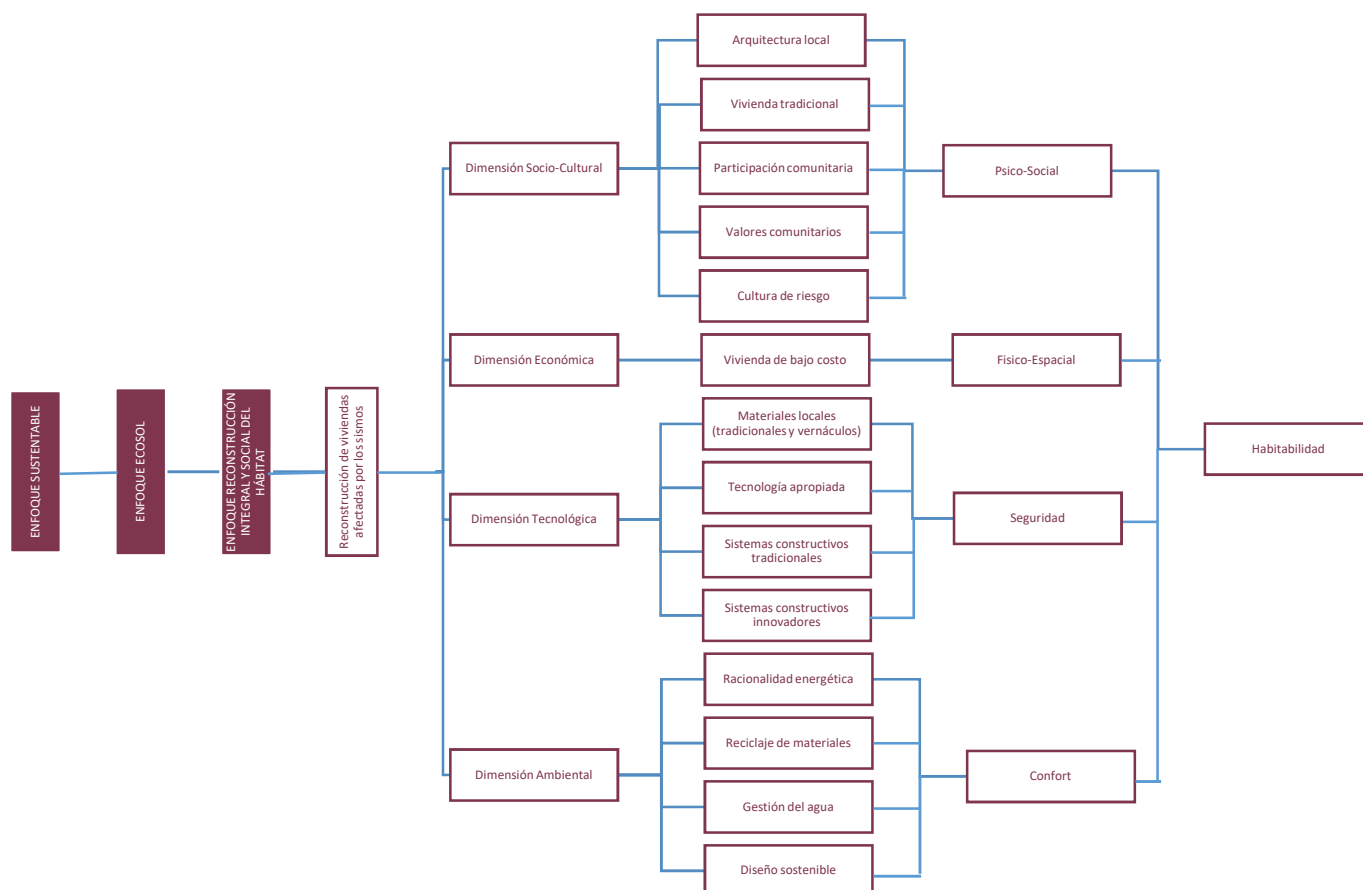 ENFOQUE SUSTENTABLE
ENFOQUE ECOSOL
ENFOQUE RECONSTRUCCIÓN
INTEGRAL Y SOCIAL DEL
HÁBITAT
Reconstrucción de viviendas
afectadas por los sismos
Dimensión Socio-Cultural
Arquitectura local
Vivienda tradicional
Participación comunitaria
Valores comunitarios
Cultura de riesgo
Psico-Social
Dimensión Económica
Vivienda de bajo costo
Fisico-Espacial
Dimensión Tecnológica
Materiales locales
(tradicionales y vernáculos)
Tecnología apropiada
Sistemas constructivos
tradicionales
Sistemas constructivos
innovadores
Seguridad
Dimensión Ambiental
Racionalidad energética
Reciclaje de materiales
Gestión del agua
Diseño sostenible
Confort
Habitabilidad